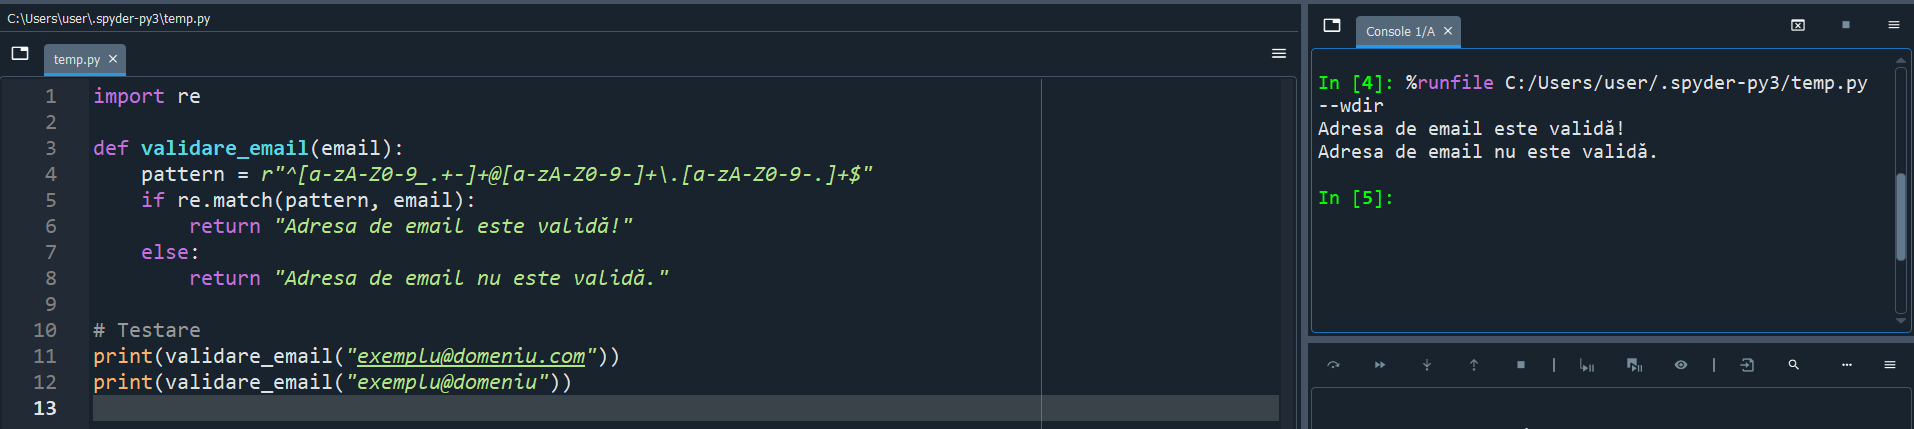 C:\Users\user\.spyder-py3\temp.py
temp.py
1 import re
2
3 def validare_email(email):
4 pattern = r"^[a-zA-Z0-9_.+-]+@[a-zA-Z0-9-]+\.[a-zA-Z0-9-.]+$"
5 if re.match(pattern, email):
6 return "Adresa de email este validă!"
7 else:
8 return "Adresa de email nu este validă."
9
10 # Testare
11 print(validare_email("exemplu@domeniu.com"))
12 print(validare_email("exemplu@domeniu"))
13
Console 1/A
In [4]: %runfile C:/Users/user/.spyder-py3/temp.py
--wdir
Adresa de email este validă!
Adresa de email nu este validă.
In [5]: